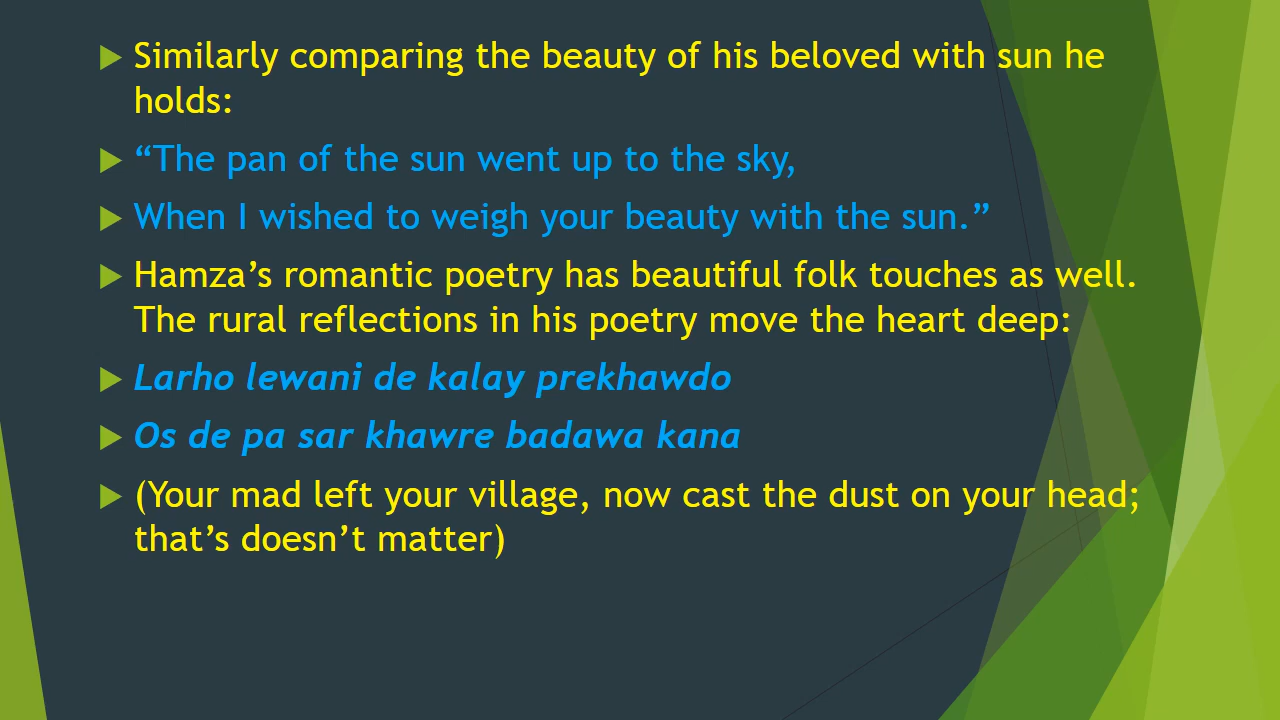 Similarly comparing the beauty of his beloved with sun he
holds:
“The pan of the sun went up to the sky,
When I wished to weigh your beauty with the sun.”
Hamza’s romantic poetry has beautiful folk touches as well.
The rural reflections in his poetry move the heart deep:
Larho lewani de kalay prekhawdo
Os de pa sar khawre badawa kana
(Your mad left your village, now cast the dust on your head;
that’s doesn’t matter)